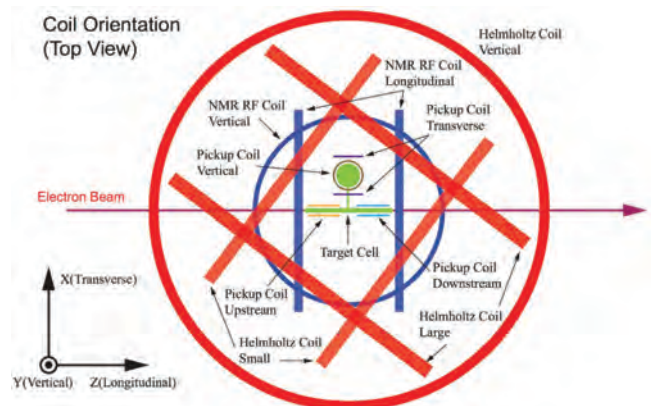 Coil Orientation
(Top View)
Helmholtz Coil
Vertical
NMR RF Coil
Longitudinal
NMR RF Coil
Vertical
Pickup Coil
Transverse
Pickup Coil
Vertical
Electron Beam
Target Cell
X(Transverse)
Pickup Coil
Upstream
Pickup Coil
Downstream
Helmholtz Coil
Small
Helmholtz Coil
Large
Y(Vertical)
Z(Longitudinal)